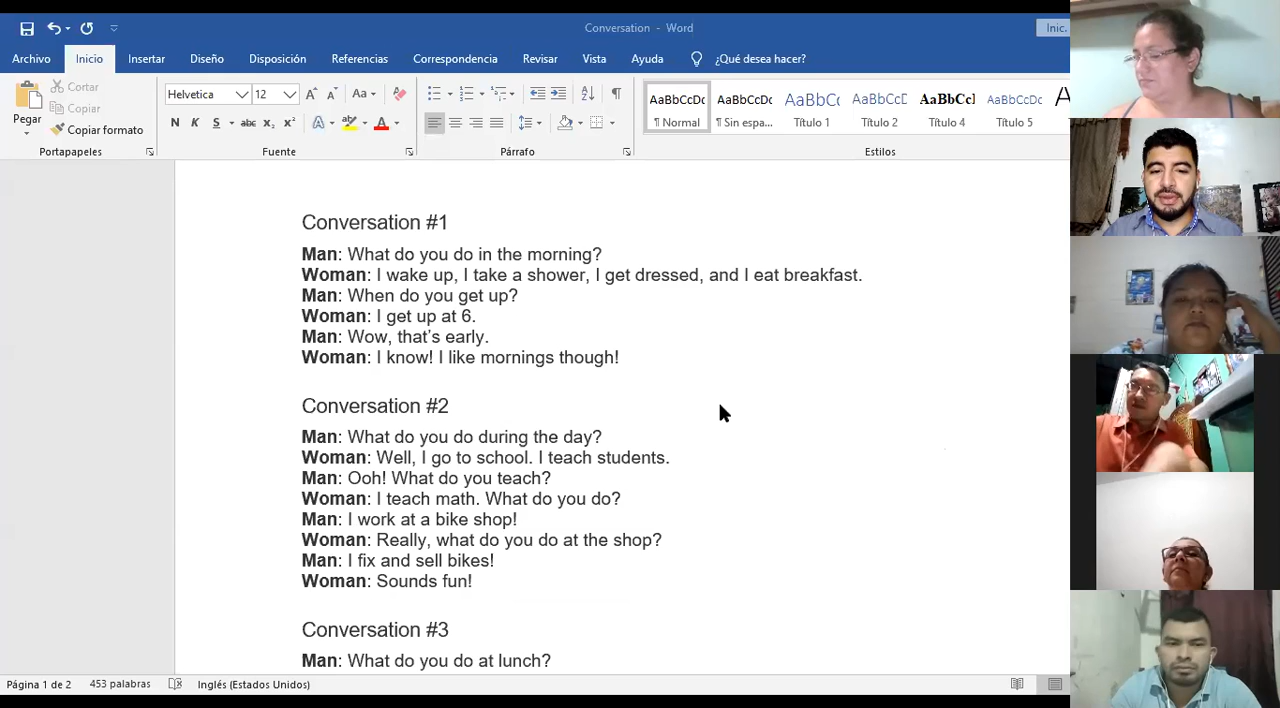 Conversation - Word
Inic.
Archivo Inicio Insertar Diseño Disposición Referencias Correspondencia Revisar Vista Ayuda ¿Qué desea hacer?
Pegar
Cortar
Copiar
Copiar formato
Portapapeles
Helvetica 12
Aa
N K S abc x₂ x²
A A
Fuente
Párrafo
AaBbCcDc AaBbCcDc AaBbC AaBbCcD AaBbCcI AaBbCcDc A
¶ Normal ¶ Sin espa... Título 1 Título 2 Título 4 Título 5
Estilos
Conversation #1
Man: What do you do in the morning?
Woman: I wake up, I take a shower, I get dressed, and I eat breakfast.
Man: When do you get up?
Woman: I get up at 6.
Man: Wow, that’s early.
Woman: I know! I like mornings though!
Conversation #2
Man: What do you do during the day?
Woman: Well, I go to school. I teach students.
Man: Ooh! What do you teach?
Woman: I teach math. What do you do?
Man: I work at a bike shop!
Woman: Really, what do you do at the shop?
Man: I fix and sell bikes!
Woman: Sounds fun!
Conversation #3
Man: What do you do at lunch?
Página 1 de 2 453 palabras Inglés (Estados Unidos)